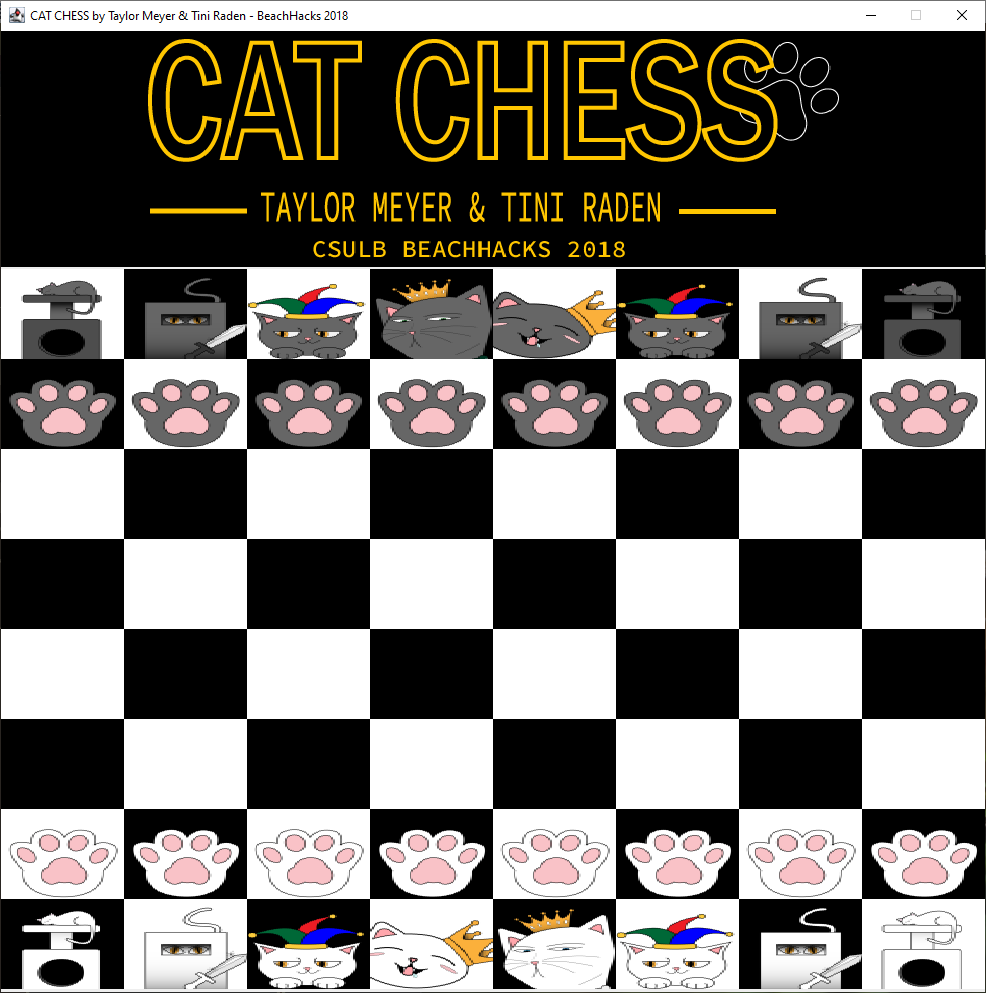 CAT CHESS by Taylor Meyer & Tini Raden - BeachHacks 2018
CAT CHESS
TAYLOR MEYER & TINI RADEN
CSULB BEACHHACKS 2018